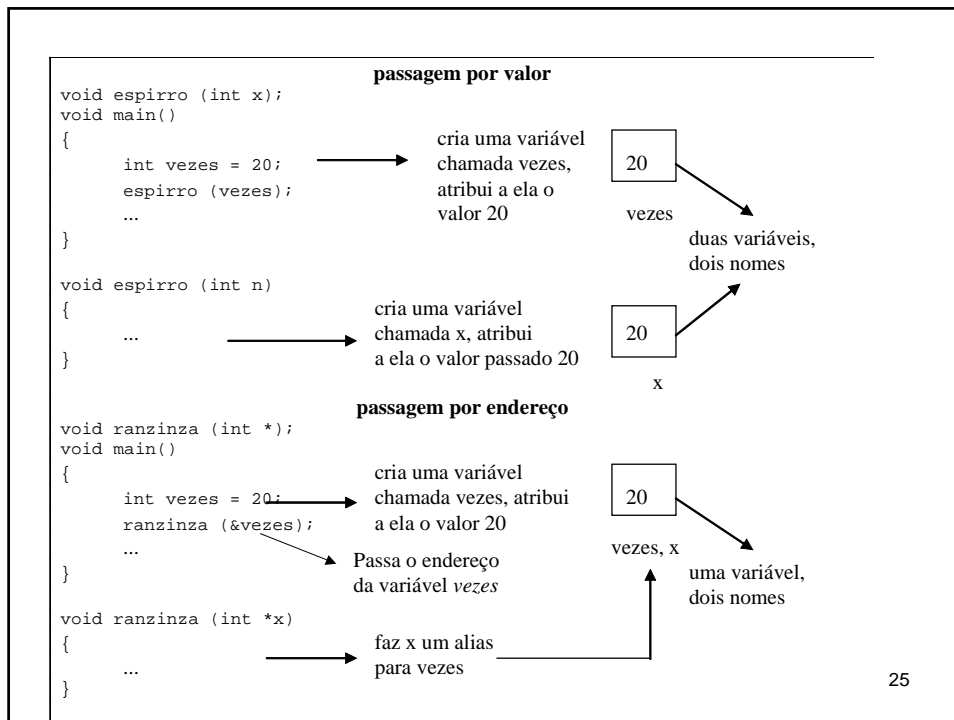 passagem por valor
void espirro (int x);
void main()
{
int vezes = 20;
espirro (vezes);
...
}
cria uma variável
chamada vezes,
atribui a ela o
valor 20
20
vezes
duas variáveis,
dois nomes
void espirro (int n)
{
...
}
cria uma variável
chamada x, atribui
a ela o valor passado 20
20
x
passagem por endereço
void ranzinza (int *);
void main()
{
int vezes = 20;
ranzinza (&vezes);
...
}
cria uma variável
chamada vezes, atribui
a ela o valor 20
Passa o endereço
da variável vezes
20
vezes, x
uma variável,
dois nomes
void ranzinza (int *x)
{
...
}
faz x um alias
para vezes
25